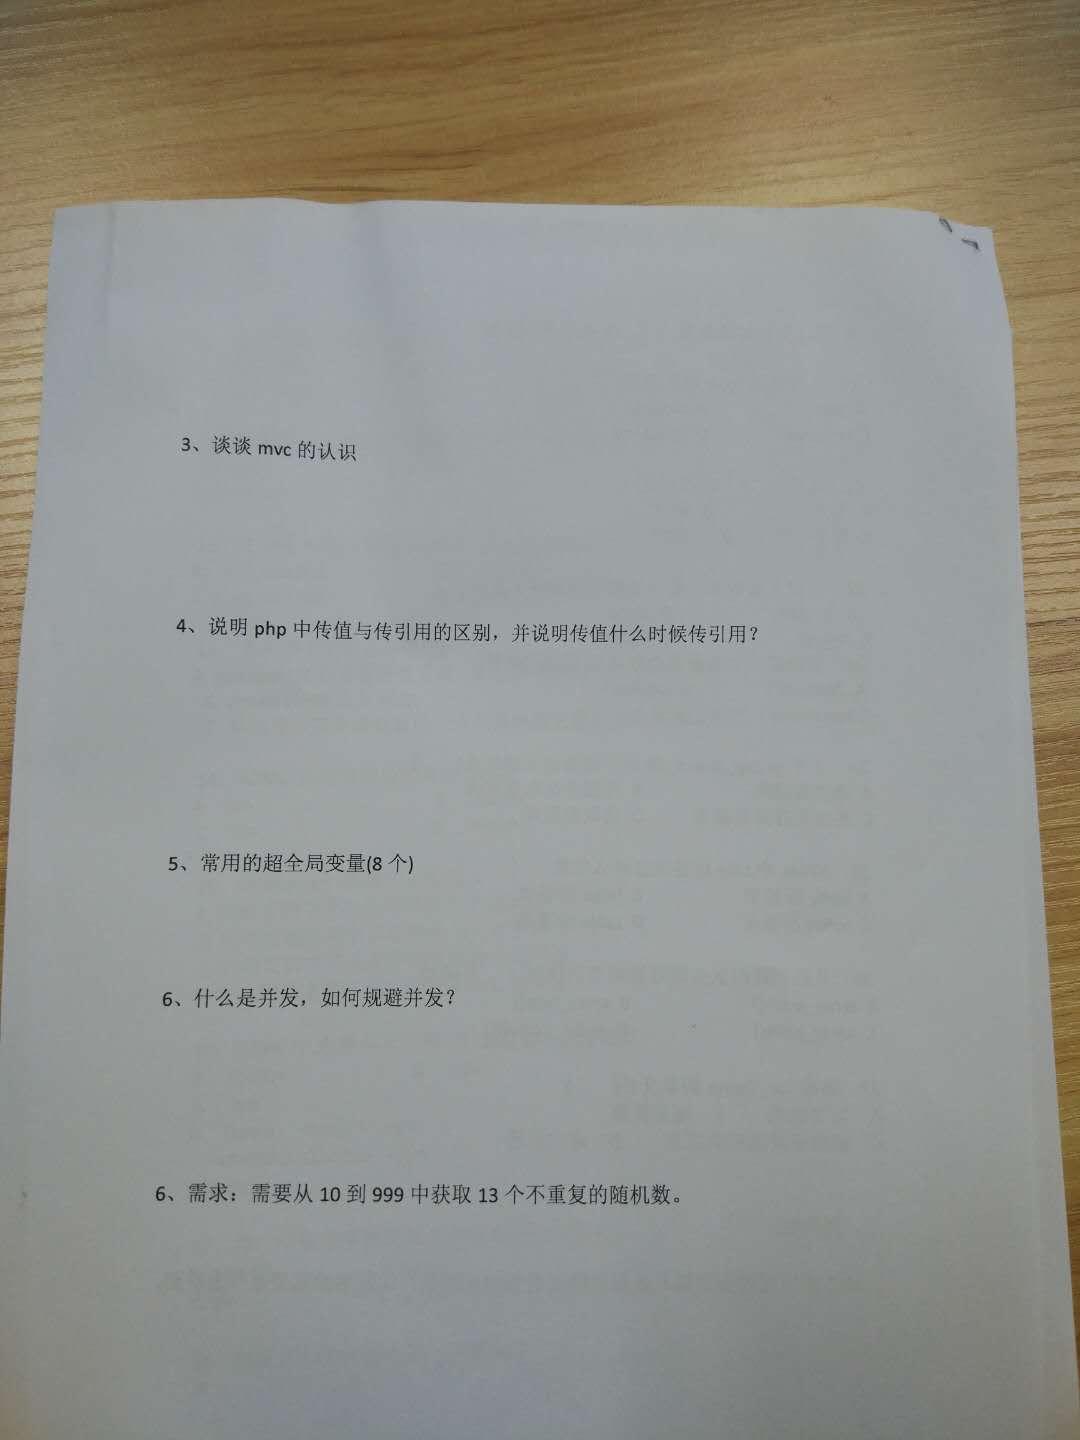 3、谈谈 mvc 的认识
4、说明 php 中传值与传引用的区别，并说明传值什么时候传引用？
5、常用的超全局变量(8 个)
6、什么是并发，如何规避并发？
6、需求：需要从 10 到 999 中获取 13 个不重复的随机数。